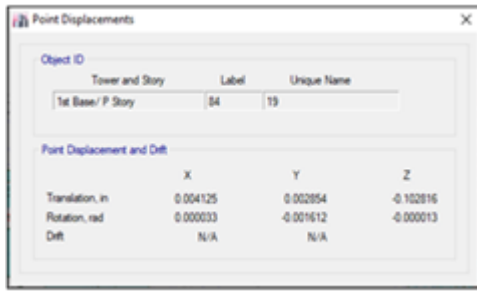 Point Displacements
Object ID
Tower and Story Label Unique Name
1st Base/ P Story 84 19
Point Displacement and Drift
X Y Z
Translation, in 0.004125 0.002854 -0.102816
Rotation, rad 0.000033 -0.001612 -0.000013
Drift N/A N/A